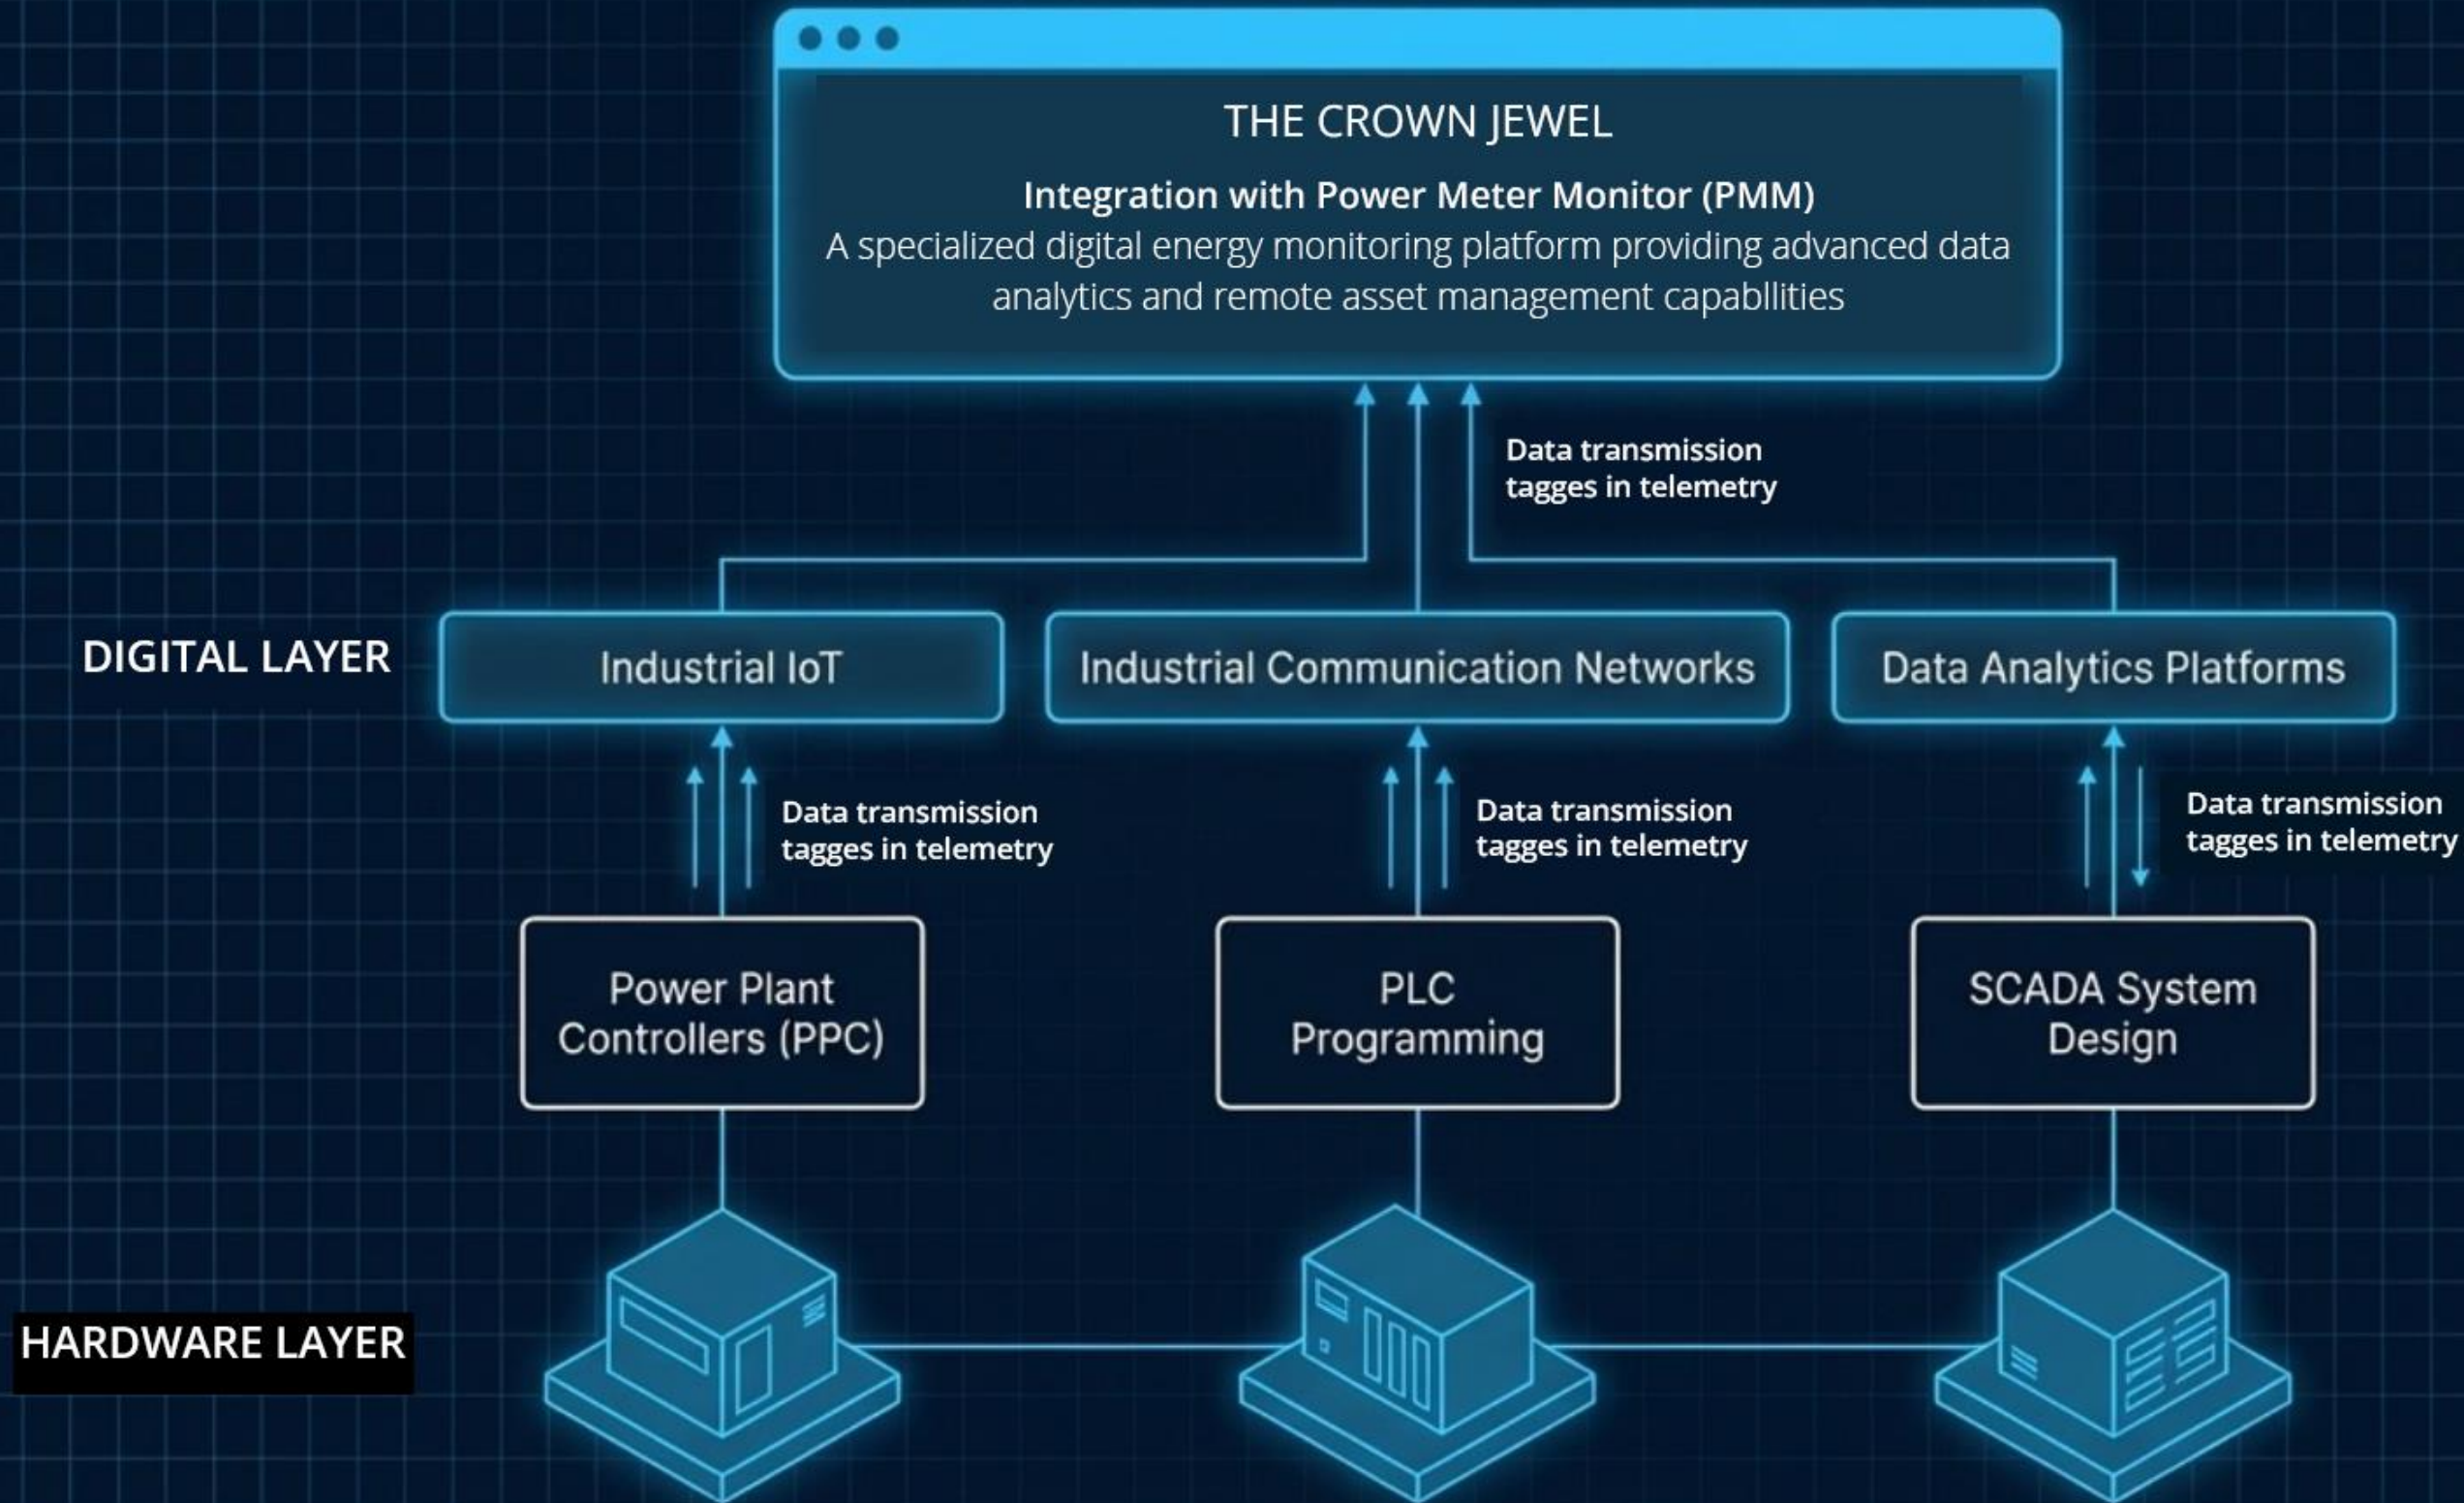 THE CROWN JEWEL
Integration with Power Meter Monitor (PMM)
A specialized digital energy monitoring platform providing advanced data
analytics and remote asset management capabllities
Data transmission
tagges in telemetry
DIGITAL LAYER
Industrial IoT
Industrial Communication Networks
Data Analytics Platforms
Data transmission
tagges in telemetry
Data transmission
tagges in telemetry
Data transmission
tagges in telemetry
Power Plant
Controllers (PPC)
PLC
Programming
SCADA System
Design
HARDWARE LAYER